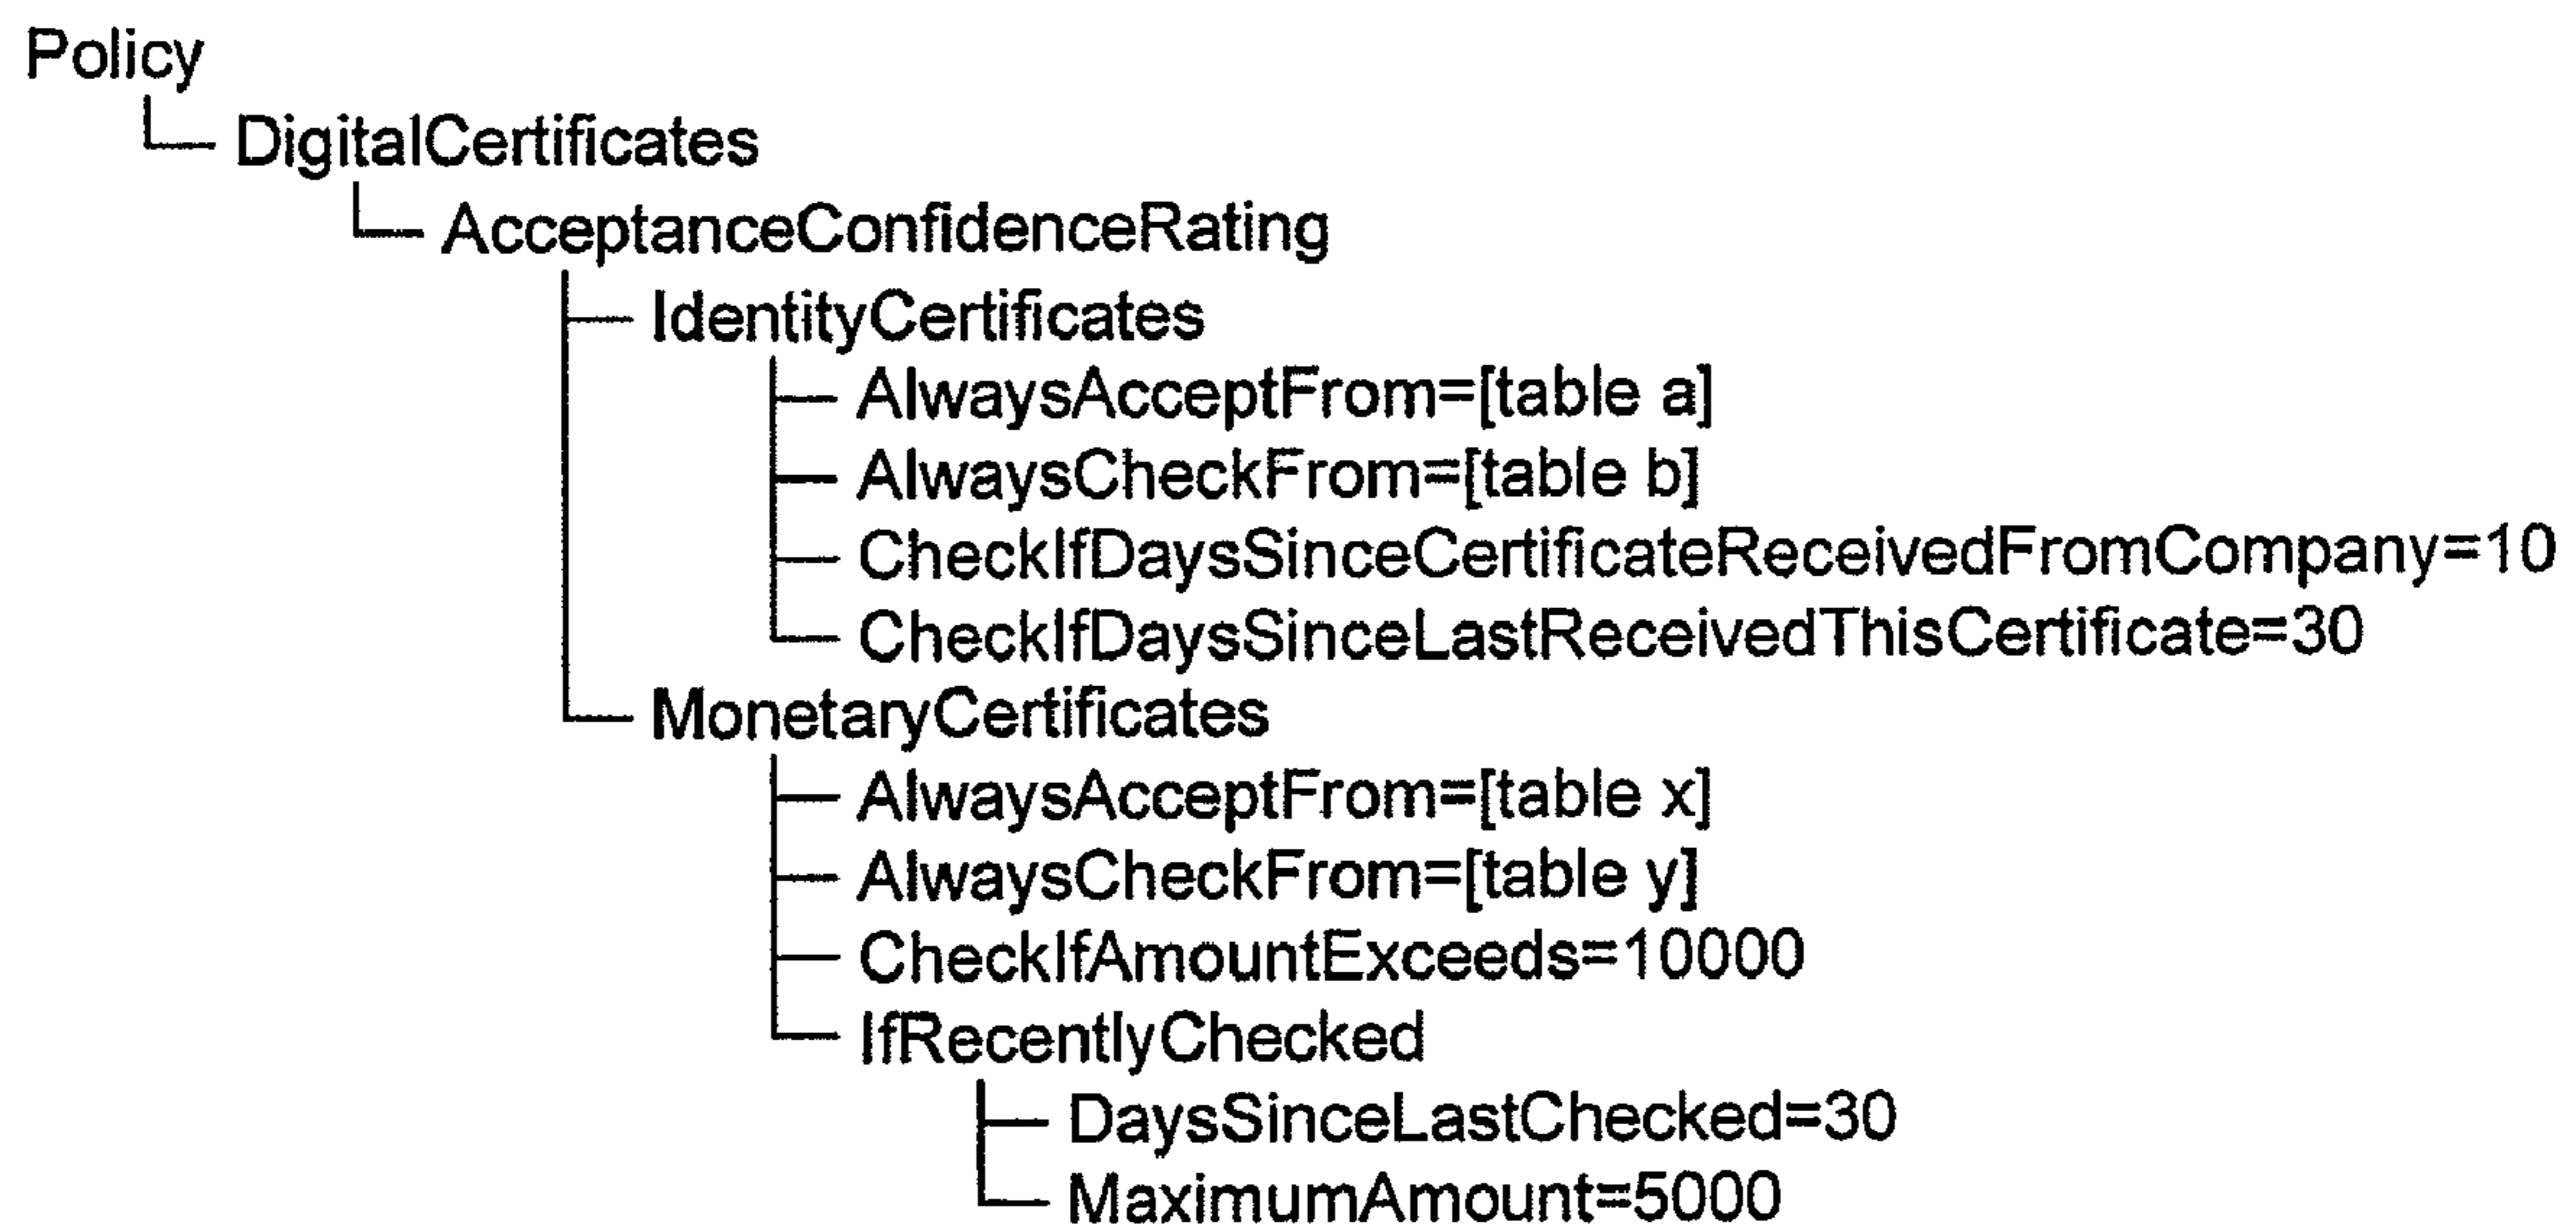 Policy
DigitalCertificates
AcceptanceConfidenceRating
IdentityCertificates
AlwaysAcceptFrom=[table a]
AlwaysCheckFrom=[table b]
CheckIfDaysSinceCertificateReceivedFromCompany=10
CheckIfDaysSinceLastReceivedThisCertificate=30
MonetaryCertificates
AlwaysAcceptFrom=[table x]
AlwaysCheckFrom=[table y]
CheckIfAmountExceeds=10000
IfRecentlyChecked
DaysSinceLastChecked=30
MaximumAmount=5000